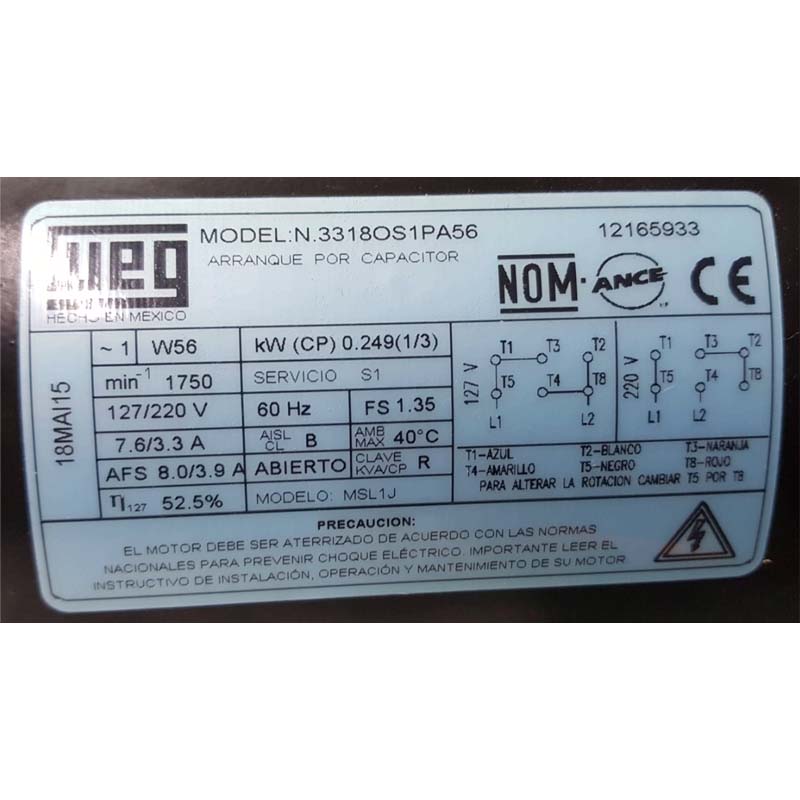 weg
MODEL:N.3318OS1PA56
12165933
ARRANQUE POR CAPACITOR
HECHO EN MEXICO
NOM·ANCE CE
18MAI15
~ 1 W56 kW (CP) 0.249(1/3)
min⁻¹ 1750 SERVICIO S1
127/220 V 60 Hz FS 1.35
7.6/3.3 A AISL CL B AMB MAX 40°C
AFS 8.0/3.9 A ABIERTO CLAVE KVA/CP R
η127 52.5% MODELO: MSL1J
127 V
T1 T3 T2
T5 T4 T8
L1 L2
220 V
T1 T3 T2
T5 T4 T8
L1 L2
T1-AZUL T2-BLANCO T3-NARANJA
T4-AMARILLO T5-NEGRO T8-ROJO
PARA ALTERAR LA ROTACION CAMBIAR T5 POR T8
PRECAUCION:
EL MOTOR DEBE SER ATERRIZADO DE ACUERDO CON LAS NORMAS
NACIONALES PARA PREVENIR CHOQUE ELÉCTRICO. IMPORTANTE LEER EL
INSTRUCTIVO DE INSTALACIÓN, OPERACIÓN Y MANTENIMIENTO DE SU MOTOR